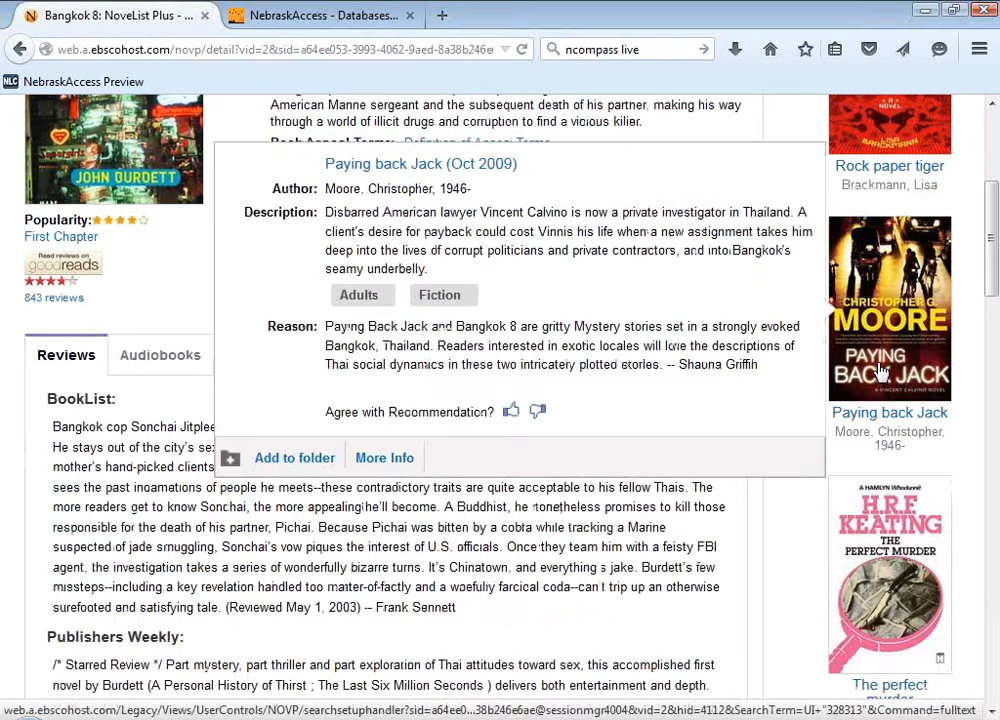 Bangkok 8: NoveList Plus - ...
NebraskAccess - Databases...
web.a.ebscohost.com/novp/detail?vid=2&sid=a64ee053-3993-4062-9aed-8a38b246e
ncompass live
NLC NebraskAccess Preview
American Marine sergeant and the subsequent death of his partner, making his way
through a world of illicit drugs and corruption to find a vicious killer.
Book Appeal Terms: Definition of Appeal Terms
JOHN BURDETT
Popularity:
First Chapter
Read reviews on
goodreads
843 reviews
Paying back Jack (Oct 2009)
Author: Moore, Christopher, 1946-
Description: Disbarred American lawyer Vincent Calvino is now a private investigator in Thailand. A
client's desire for payback could cost Vinnis his life when a new assignment takes him
deep into the lives of corrupt politicians and private contractors, and into Bangkok's
seamy underbelly.
Adults Fiction
Reason: Paying Back Jack and Bangkok 8 are gritty Mystery stories set in a strongly evoked
Bangkok, Thailand. Readers interested in exotic locales will love the descriptions of
Thai social dynamics in these two intricately plotted stories. -- Shauna Griffin
Agree with Recommendation?
Add to folder More Info
Reviews Audiobooks
BookList:
Bangkok cop Sonchai Jitplee
He stays out of the city's se
mother's hand-picked clients
sees the past incarnations of people he meets--these contradictory traits are quite acceptable to his fellow Thais. The
more readers get to know Sonchai, the more appealing he'll become. A Buddhist, he nonetheless promises to kill those
responsible for the death of his partner, Pichai. Because Pichai was bitten by a cobra while tracking a Marine
suspected of jade smuggling, Sonchai's vow piques the interest of U.S. officials. Once they team him with a feisty FBI
agent, the investigation takes a series of wonderfully bizarre turns. It's Chinatown, and everything's jake. Burdett's few
missteps--including a key revelation handled too matter-of-factly and a woefully farcical coda--can't trip up an otherwise
surefooted and satisfying tale. (Reviewed May 1, 2003) -- Frank Sennett
Publishers Weekly:
/* Starred Review */ Part mystery, part thriller and part exploration of Thai attitudes toward sex, this accomplished first
novel by Burdett (A Personal History of Thirst ; The Last Six Million Seconds ) delivers both entertainment and depth.
A NOVEL
LISA
BRACKMANN
Rock paper tiger
Brackmann, Lisa
CHRISTOPHER G.
MOORE
PAYING
BACK JACK
A VINCENT CALVINO NOVEL
Paying back Jack
Moore, Christopher,
1946-
A HAMLYN Whodunnit
H.R.F.
KEATING
THE
PERFECT
MURDER
The perfect
murder
web.a.ebscohost.com/Legacy/Views/UserControls/NOVP/searchsetuphandler?sid=a64ee0...@sessionmgr4004&vid=2&hid=4112&SearchTerm=UI+"328313"&Command=fulltext